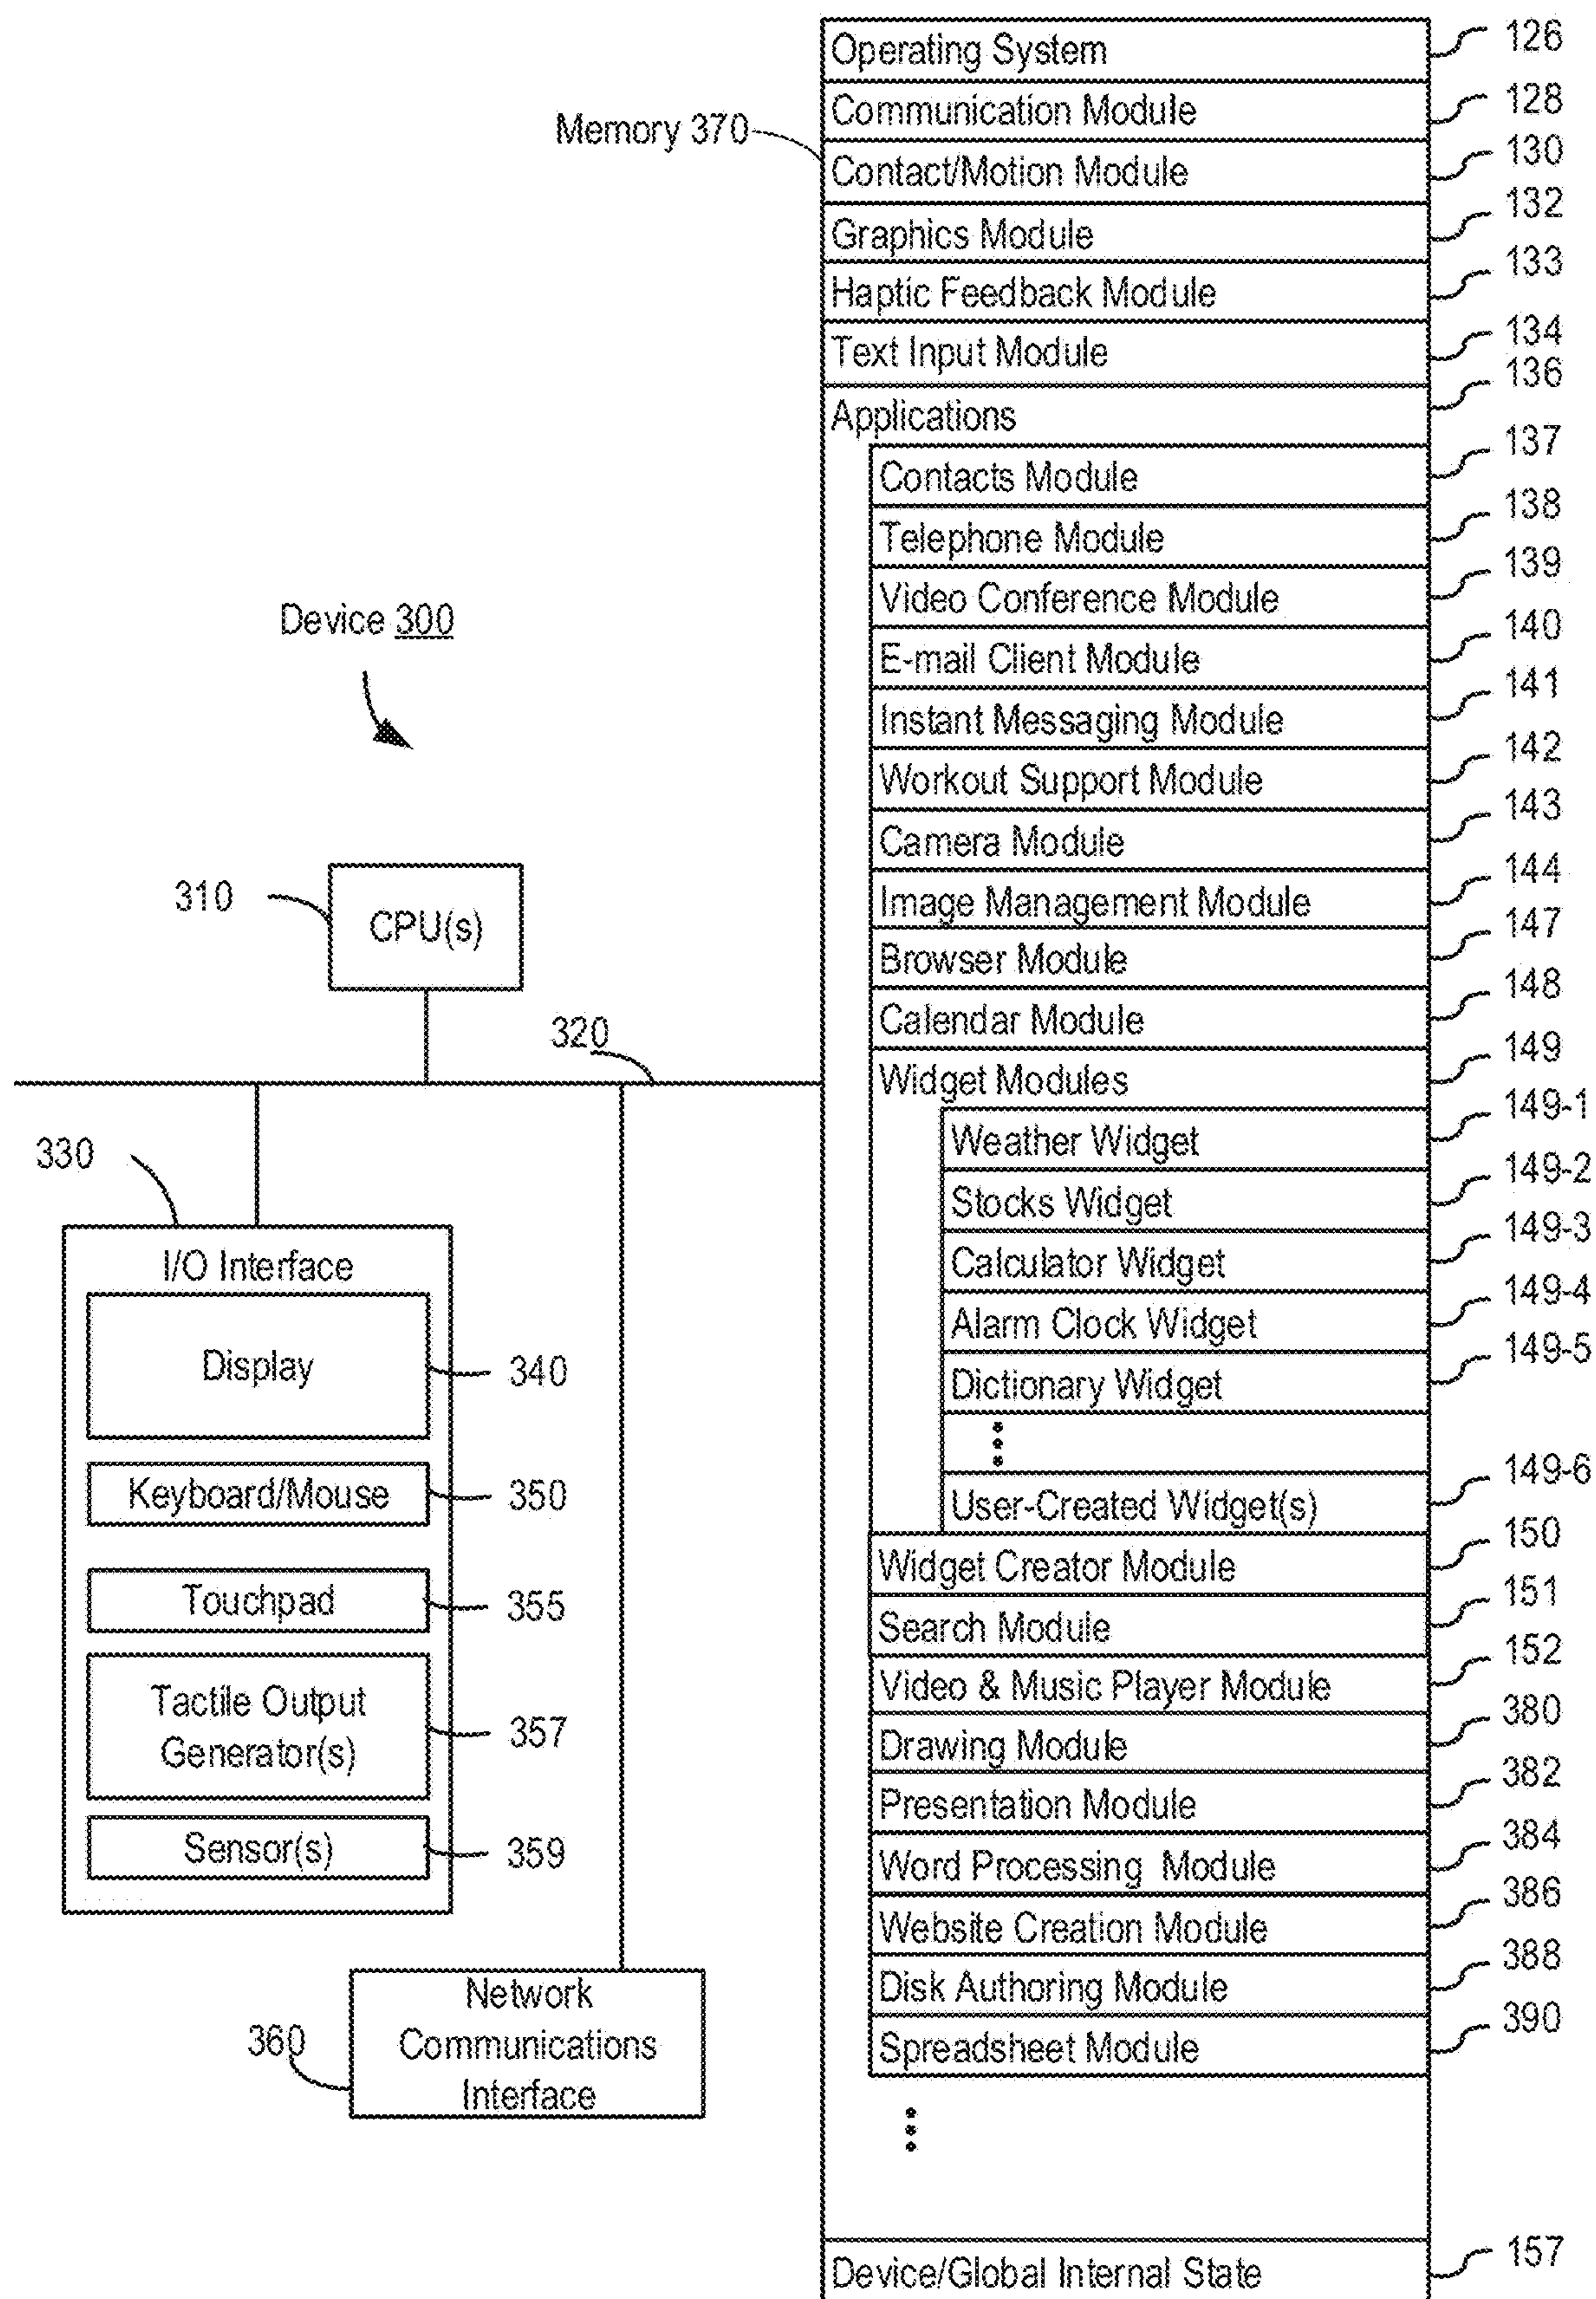 Operating System 126
Communication Module 128
Memory 370
Contact/Motion Module 130
Graphics Module 132
Haptic Feedback Module 133
Text Input Module 134
Applications 136
Contacts Module 137
Telephone Module 138
Video Conference Module 139
E-mail Client Module 140
Instant Messaging Module 141
Workout Support Module 142
Camera Module 143
Image Management Module 144
Browser Module 147
Calendar Module 148
Widget Modules 149
Weather Widget 149-1
Stocks Widget 149-2
Calculator Widget 149-3
Alarm Clock Widget 149-4
Dictionary Widget 149-5
User-Created Widget(s) 149-6
Widget Creator Module 150
Search Module 151
Video & Music Player Module 152
Drawing Module 380
Presentation Module 382
Word Processing Module 384
Website Creation Module 386
Disk Authoring Module 388
Spreadsheet Module 390
Device/Global Internal State 157
Device 300
310
CPU(s)
320
330
I/O Interface
Display 340
Keyboard/Mouse 350
Touchpad 355
Tactile Output
Generator(s) 357
Sensor(s) 359
360
Network
Communications
Interface